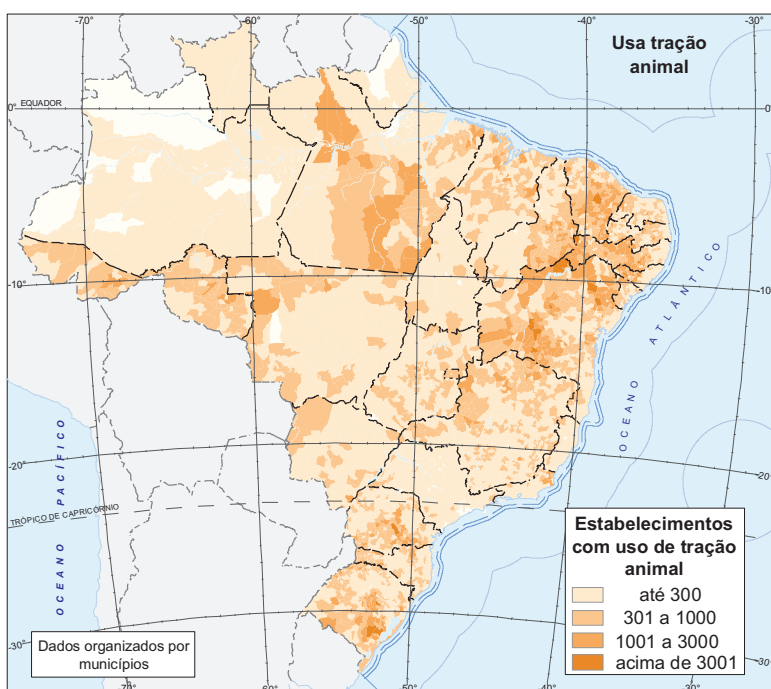 -70°
-60°
-50°
-40°
-30°
Usa tração
animal
0°
EQUADOR
0°
-10°
-10°
OCEANO ATLÂNTICO
OCEANO PACÍFICO
-20°
-20°
TRÓPICO DE CAPRICÓRNIO
Estabelecimentos
com uso de tração
animal
até 300
301 a 1000
1001 a 3000
acima de 3001
-30°
-30°
Dados organizados por
municípios
-70°
-60°
-50°
-40°
-30°